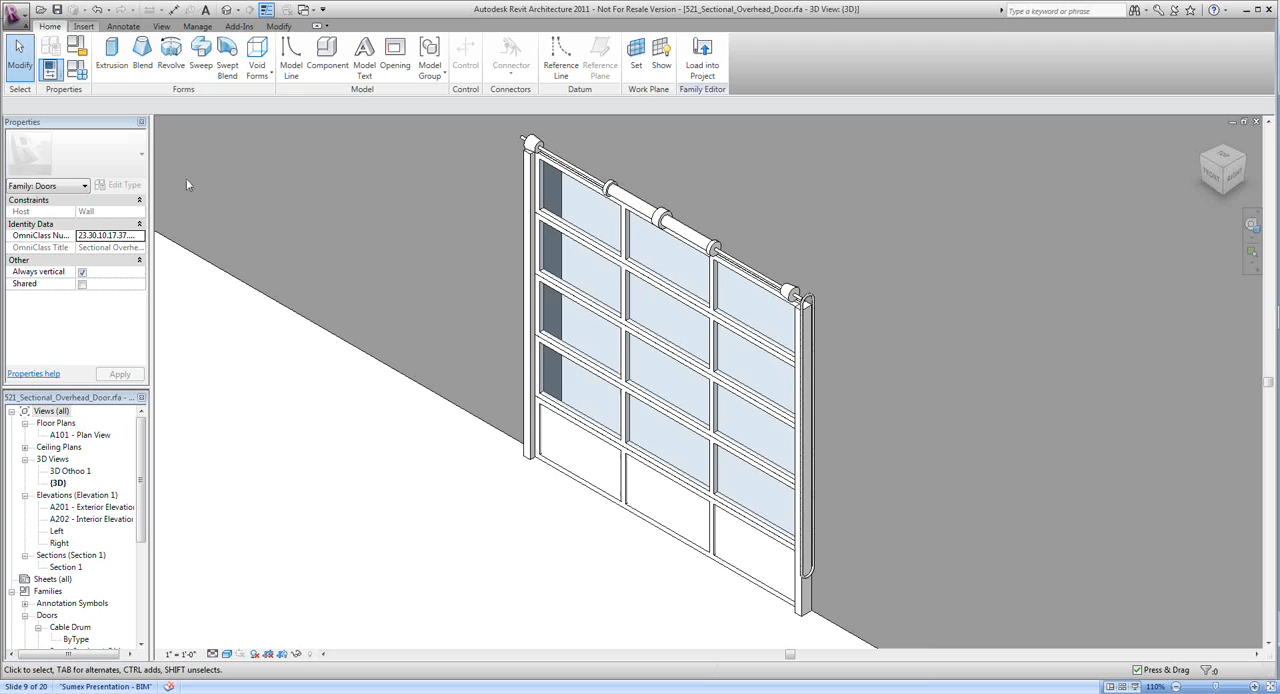 Autodesk Revit Architecture 2011 - Not For Resale Version - [521_Sectional_Overhead_Door.rfa - 3D View: {3D}]
Type a keyword or phrase
Home Insert Annotate View Manage Add-Ins Modify
Modify Extrusion Blend Revolve Sweep Swept Blend Void Forms Model Line Component Model Text Opening Model Group Control Connector Reference Line Reference Plane Set Show Load into Project
Select Properties Forms Model Control Connectors Datum Work Plane Family Editor
Properties
Family: Doors Edit Type
Constraints
Host Wall
Identity Data
OmniClass Nu... 23.30.10.17.37....
OmniClass Title Sectional Overhe...
Other
Always vertical
Shared
Properties help Apply
521_Sectional_Overhead_Door.rfa - ...
Views (all)
Floor Plans
A101 - Plan View
Ceiling Plans
3D Views
3D Othoo 1
{3D}
Elevations (Elevation 1)
A201 - Exterior Elevation
A202 - Interior Elevatio
Left
Right
Sections (Section 1)
Section 1
Sheets (all)
Families
Annotation Symbols
Doors
Cable Drum
ByType
TOP
FRONT RIGHT
1" = 1'-0"
Click to select, TAB for alternates, CTRL adds, SHIFT unselects.
Press & Drag :0
Slide 9 of 20 "Sumex Presentation - BIM" 110%